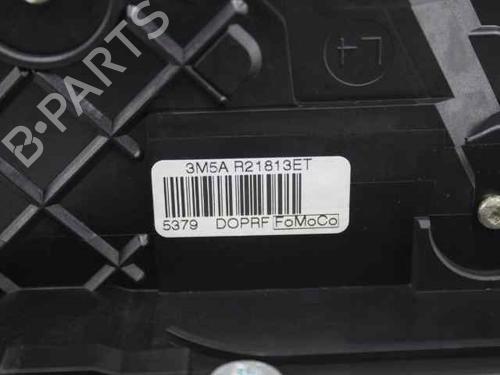 B-PARTS
L+
3M5A R21813ET
5379 DOPRF FoMoCo